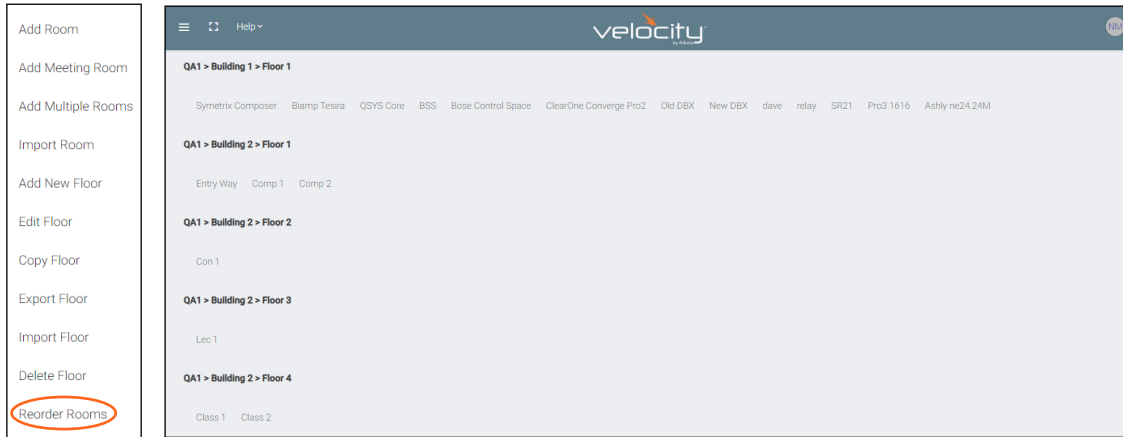 Add Room
Add Meeting Room
Add Multiple Rooms
Import Room
Add New Floor
Edit Floor
Copy Floor
Export Floor
Import Floor
Delete Floor
Reorder Rooms
Help
velocity
by Atlona
NM
QA1 > Building 1 > Floor 1
Symetrix Composer Biamp Tesira QSYS Core BSS Bose Control Space ClearOne Converge Pro2 Old DBX New DBX dave relay SR21 Pro3 1616 Ashly ne24.24M
QA1 > Building 2 > Floor 1
Entry Way Comp 1 Comp 2
QA1 > Building 2 > Floor 2
Con 1
QA1 > Building 2 > Floor 3
Lec 1
QA1 > Building 2 > Floor 4
Class 1 Class 2